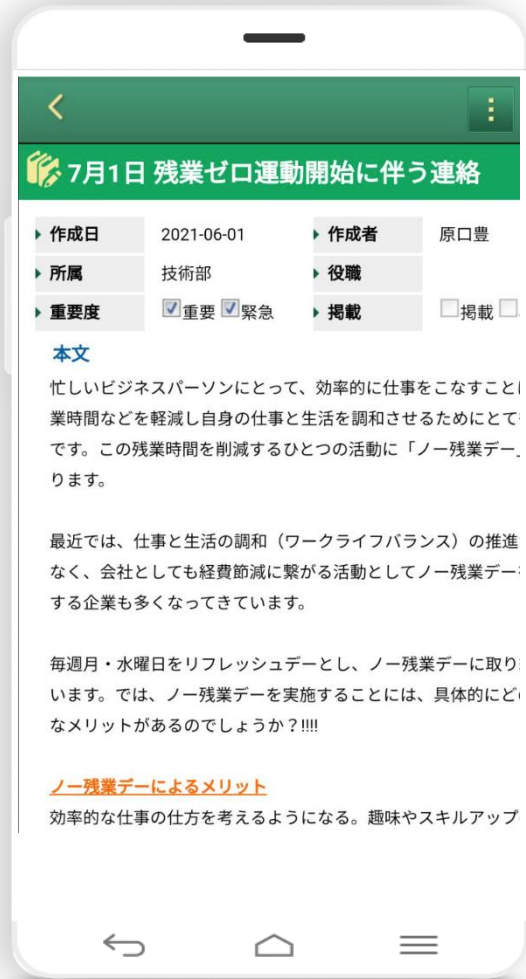 7月1日 残業ゼロ運動開始に伴う連絡
作成日 2021-06-01 作成者 原口豊
所属 技術部 役職
重要度 重要 緊急 掲載 掲載
本文
忙しいビジネスパーソンにとって、効率的に仕事をこなすこと
業時間などを軽減し自身の仕事と生活を調和させるためにとて
です。この残業時間を削減するひとつの活動に「ノー残業デー」
ります。
最近では、仕事と生活の調和（ワークライフバランス）の推進
なく、会社としても経費節減に繋がる活動としてノー残業デー
する企業も多くなってきています。
毎週月・水曜日をリフレッシュデーとし、ノー残業デーに取り
います。では、ノー残業デーを実施することには、具体的にど
なメリットがあるのでしょうか？!!!!
ノー残業デーによるメリット
効率的な仕事の仕方を考えるようになる。趣味やスキルアップ